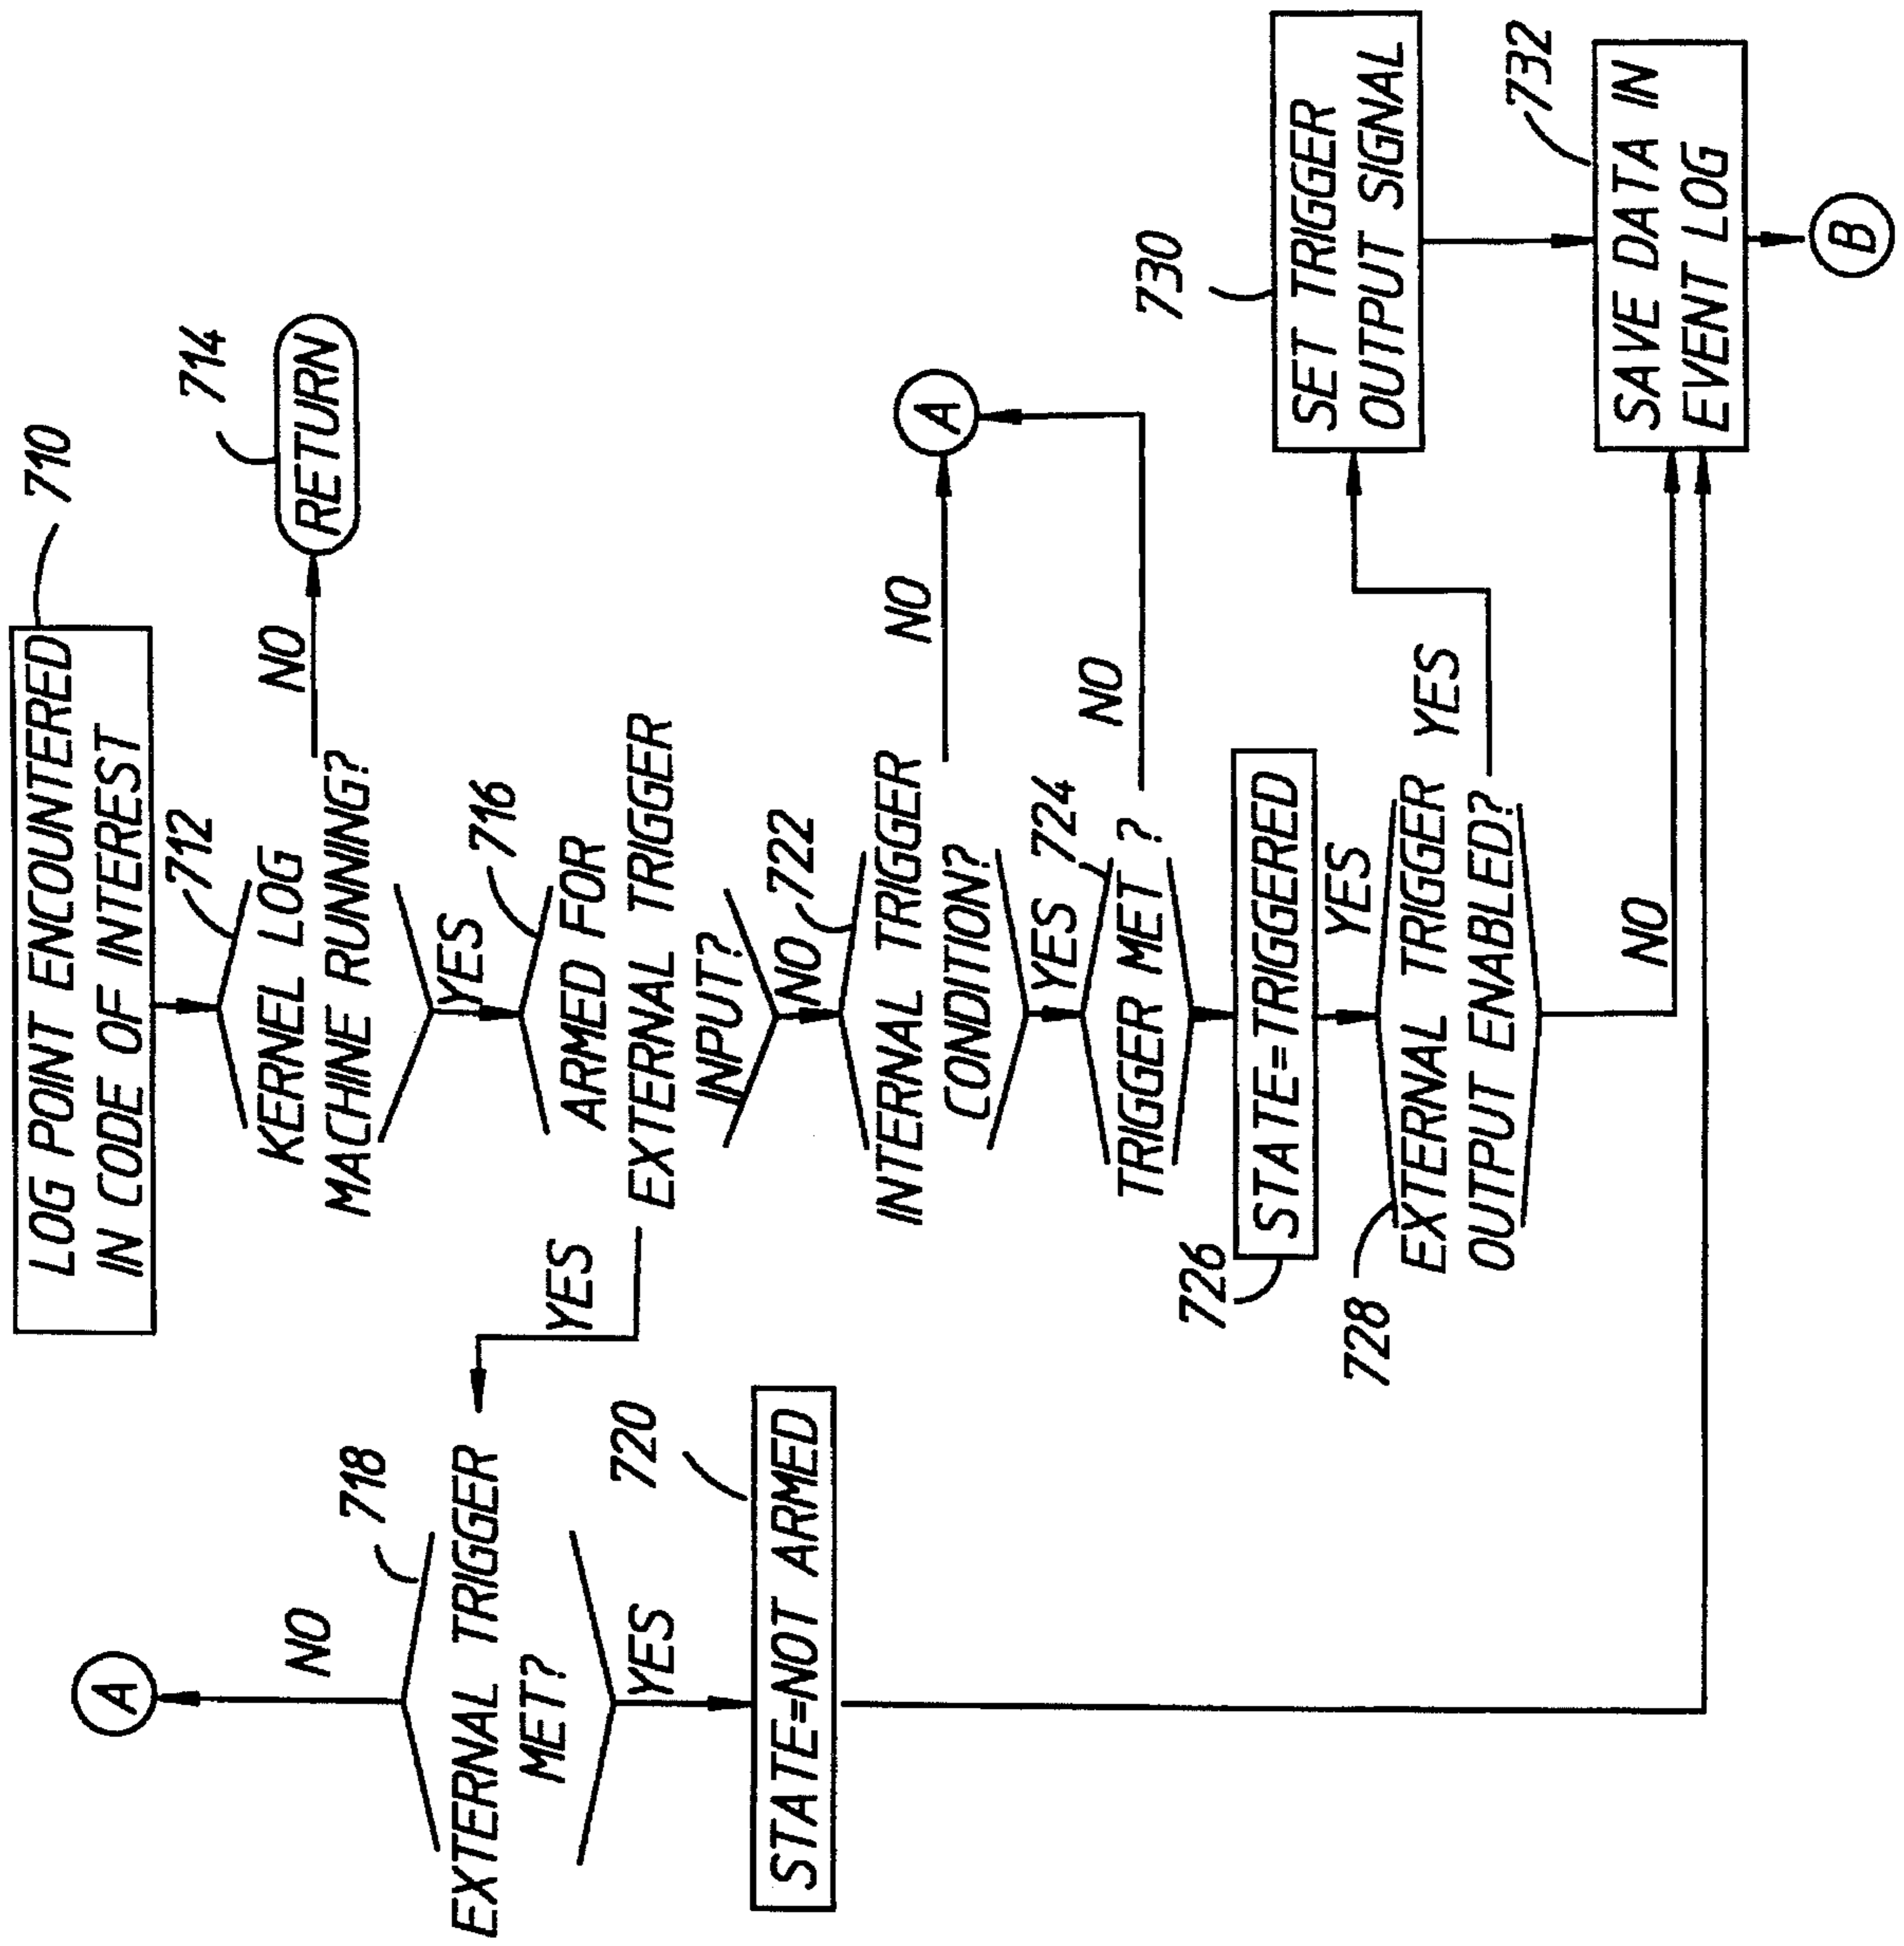 LOG POINT ENCOUNTERED
IN CODE OF INTEREST
710
712
KERNEL LOG
MACHINE RUNNING?
NO
714
RETURN
YES
716
ARMED FOR
EXTERNAL TRIGGER
INPUT?
YES
718
EXTERNAL TRIGGER
MET?
NO
A
YES
720
STATE=NOT ARMED
NO
722
INTERNAL TRIGGER
CONDITION?
NO
A
YES
724
TRIGGER MET ?
NO
726
STATE=TRIGGERED
YES
728
EXTERNAL TRIGGER
OUTPUT ENABLED?
YES
730
SET TRIGGER
OUTPUT SIGNAL
NO
732
SAVE DATA IN
EVENT LOG
B